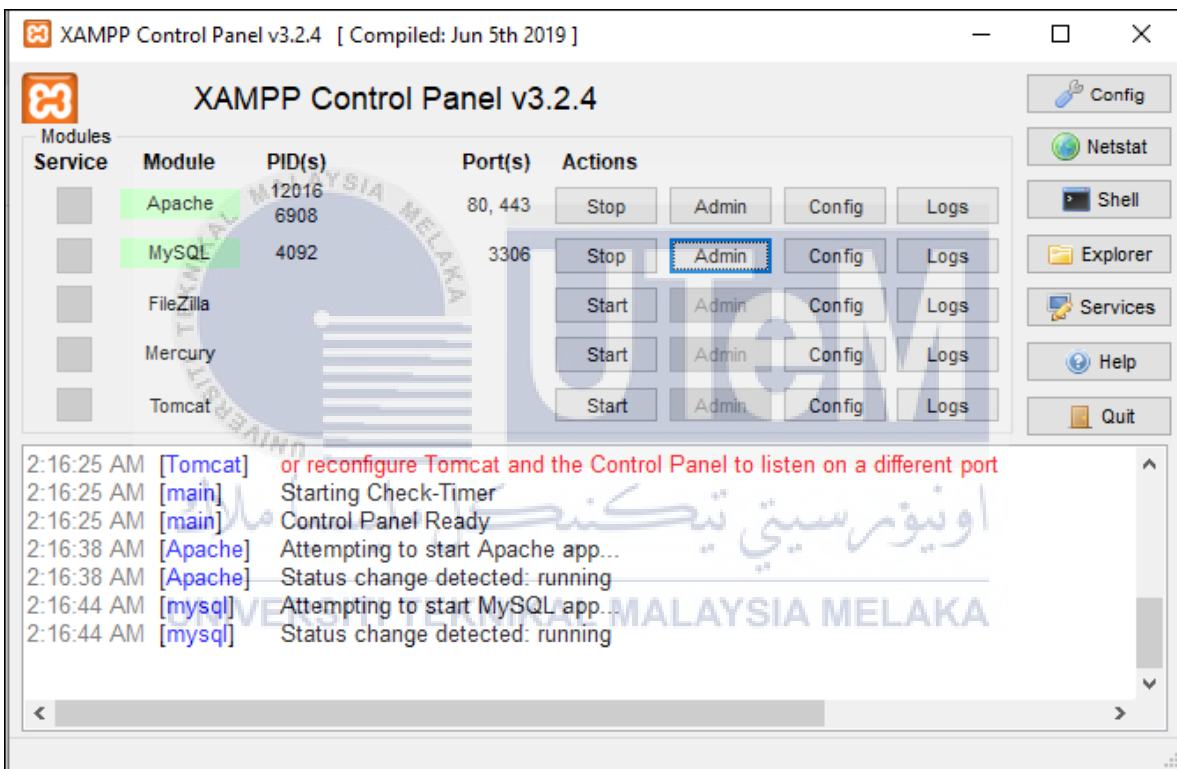 XAMPP Control Panel v3.2.4 [ Compiled: Jun 5th 2019 ]
XAMPP Control Panel v3.2.4
Config
Modules
Netstat
Service Module PID(s) Port(s) Actions
Apache 12016 6908 80, 443 Stop Admin Config Logs
Shell
MySQL 4092 3306 Stop Admin Config Logs
Explorer
FileZilla Start Admin Config Logs
Services
Mercury Start Admin Config Logs
Help
Tomcat Start Admin Config Logs
Quit
2:16:25 AM [Tomcat] or reconfigure Tomcat and the Control Panel to listen on a different port
2:16:25 AM [main] Starting Check-Timer
2:16:25 AM [main] Control Panel Ready
2:16:38 AM [Apache] Attempting to start Apache app...
2:16:38 AM [Apache] Status change detected: running
2:16:44 AM [mysql] Attempting to start MySQL app...
2:16:44 AM [mysql] Status change detected: running
UNIVERSITI TEKNIKAL MALAYSIA MELAKA
UTeM
اونيۏرسيتي تيكنيكل مليسيا ملاك
UNIVERSITI TEKNIKAL MALAYSIA MELAKA